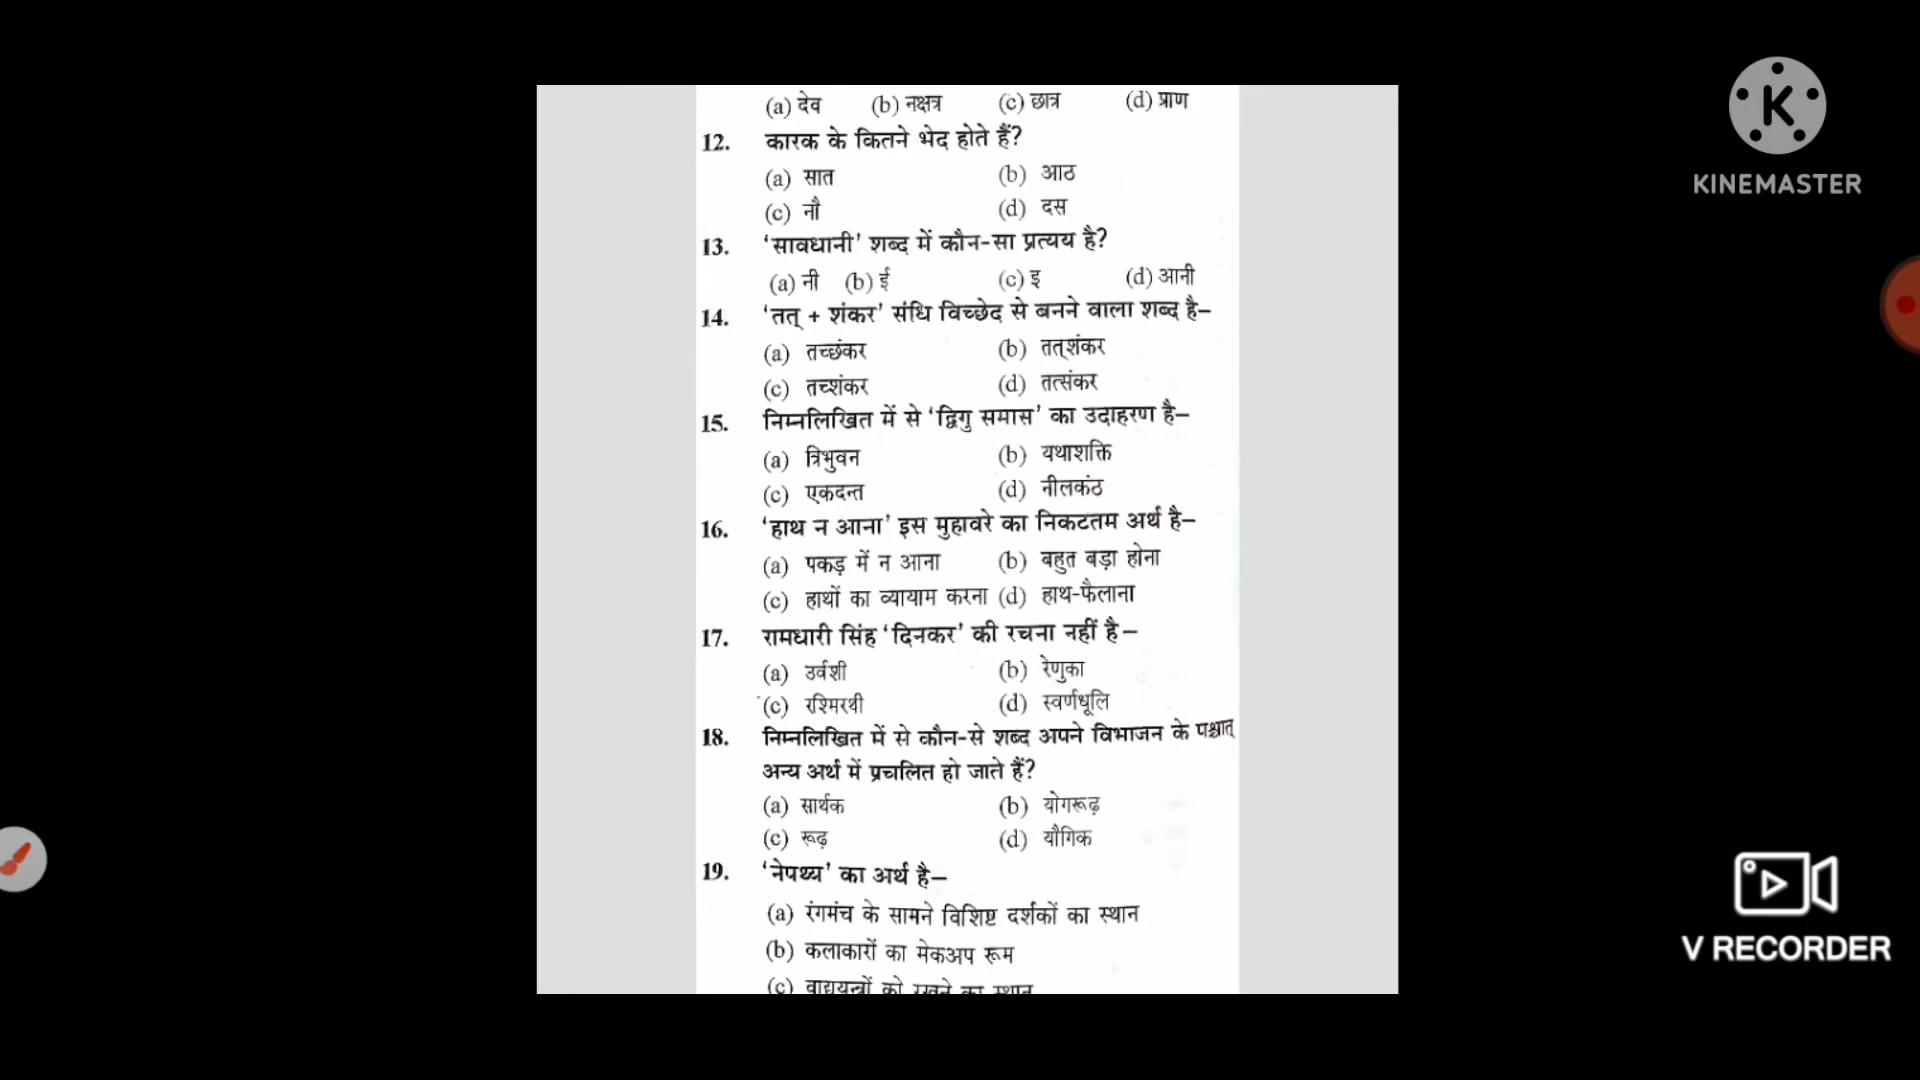 (a) देव (b) नक्षत्र (c) छात्र (d) प्राण
12. कारक के कितने भेद होते हैं?
(a) सात (b) आठ
(c) नौ (d) दस
13. 'सावधानी' शब्द में कौन-सा प्रत्यय है?
(a) नी (b) ई (c) इ (d) आनी
14. 'तत् + शंकर' संधि विच्छेद से बनने वाला शब्द है–
(a) तच्छंकर (b) तत्‌शंकर
(c) तच्शंकर (d) तत्संकर
15. निम्नलिखित में से 'द्विगु समास' का उदाहरण है–
(a) त्रिभुवन (b) यथाशक्ति
(c) एकदन्त (d) नीलकंठ
16. 'हाथ न आना' इस मुहावरे का निकटतम अर्थ है–
(a) पकड़ में न आना (b) बहुत बड़ा होना
(c) हाथों का व्यायाम करना (d) हाथ-फैलाना
17. रामधारी सिंह 'दिनकर' की रचना नहीं है–
(a) उर्वशी (b) रेणुका
(c) रश्मिरथी (d) स्वर्णधूलि
18. निम्नलिखित में से कौन-से शब्द अपने विभाजन के पश्चात्
अन्य अर्थ में प्रचलित हो जाते हैं?
(a) सार्थक (b) योगरूढ़
(c) रूढ़ (d) यौगिक
19. 'नेपथ्य' का अर्थ है–
(a) रंगमंच के सामने विशिष्ट दर्शकों का स्थान
(b) कलाकारों का मेकअप रूम
(c) वाद्ययन्त्रों को रखने का स्थान
K
KINEMASTER
V RECORDER